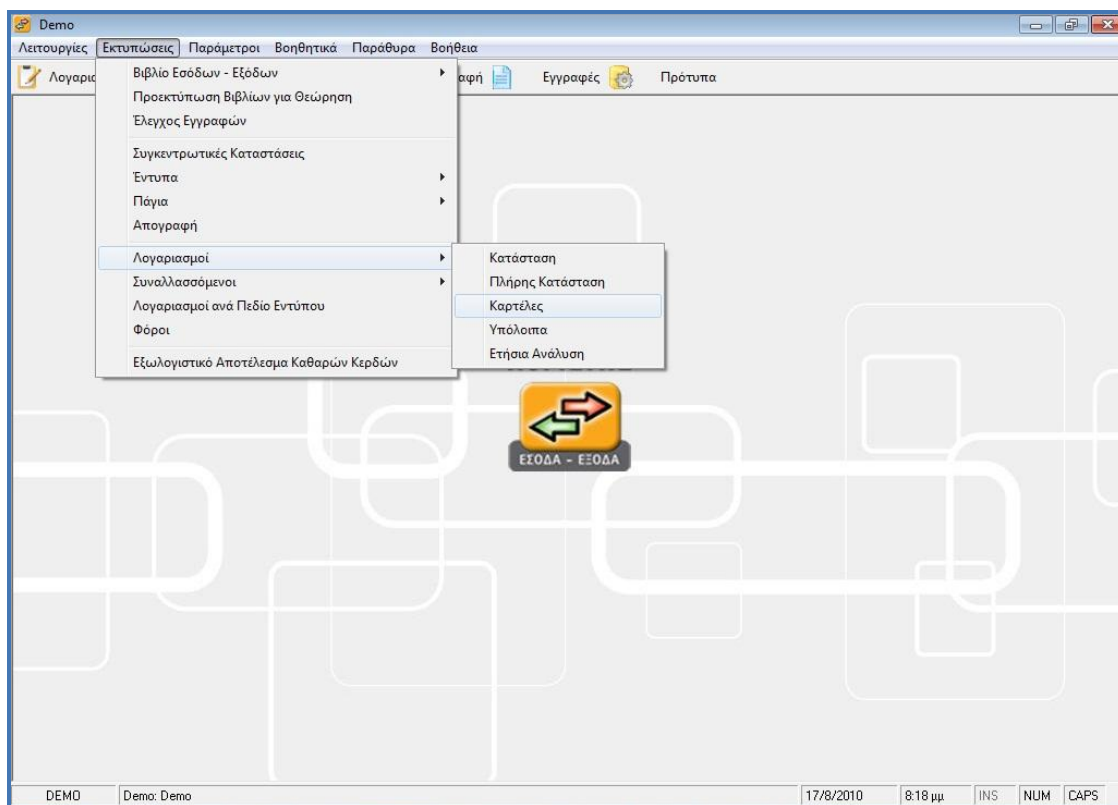 Demo
Λειτουργίες Εκτυπώσεις Παράμετροι Βοηθητικά Παράθυρα Βοήθεια
Εγγραφές Πρότυπα
Βιβλίο Εσόδων - Εξόδων
Προεκτύπωση Βιβλίων για Θεώρηση
Έλεγχος Εγγραφών
Συγκεντρωτικές Καταστάσεις
Έντυπα
Πάγια
Απογραφή
Λογαριασμοί
Συναλλασσόμενοι
Λογαριασμοί ανά Πεδίο Εντύπου
Φόροι
Εξωλογιστικό Αποτέλεσμα Καθαρών Κερδών
Κατάσταση
Πλήρης Κατάσταση
Καρτέλες
Υπόλοιπα
Ετήσια Ανάλυση
ΕΣΟΔΑ - ΕΞΟΔΑ
DEMO Demo: Demo 17/8/2010 8:18 μμ INS NUM CAPS